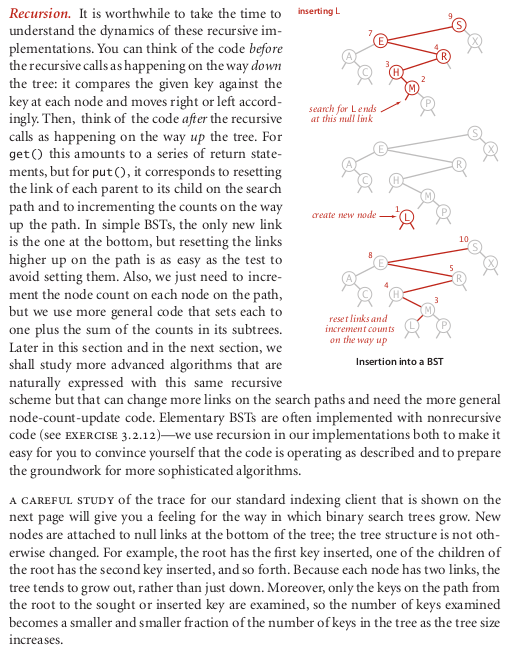 Recursion. It is worthwhile to take the time to
understand the dynamics of these recursive im-
plementations. You can think of the code before
the recursive calls as happening on the way down
the tree: it compares the given key against the
key at each node and moves right or left accord-
ingly. Then, think of the code after the recursive
calls as happening on the way up the tree. For
get() this amounts to a series of return state-
ments, but for put(), it corresponds to resetting
the link of each parent to its child on the search
path and to incrementing the counts on the way
up the path. In simple BSTs, the only new link
is the one at the bottom, but resetting the links
higher up on the path is as easy as the test to
avoid setting them. Also, we just need to incre-
ment the node count on each node on the path,
but we use more general code that sets each to
one plus the sum of the counts in its subtrees.
Later in this section and in the next section, we
shall study more advanced algorithms that are
naturally expressed with this same recursive
scheme but that can change more links on the search paths and need the more general
node-count-update code. Elementary BSTs are often implemented with nonrecursive
code (see EXERCISE 3.2.12)—we use recursion in our implementations both to make it
easy for you to convince yourself that the code is operating as described and to prepare
the groundwork for more sophisticated algorithms.
inserting L
9
S
7
E
X
A
4
R
3
C
H
2
M
P
search for L ends
at this null link
S
E
X
A
R
C
H
M
P
1
L
create new node
10
S
8
E
X
A
5
R
C
4
H
3
M
L
P
reset links and
increment counts
on the way up
Insertion into a BST
A CAREFUL STUDY of the trace for our standard indexing client that is shown on the
next page will give you a feeling for the way in which binary search trees grow. New
nodes are attached to null links at the bottom of the tree; the tree structure is not oth-
erwise changed. For example, the root has the first key inserted, one of the children of
the root has the second key inserted, and so forth. Because each node has two links, the
tree tends to grow out, rather than just down. Moreover, only the keys on the path from
the root to the sought or inserted key are examined, so the number of keys examined
becomes a smaller and smaller fraction of the number of keys in the tree as the tree size
increases.